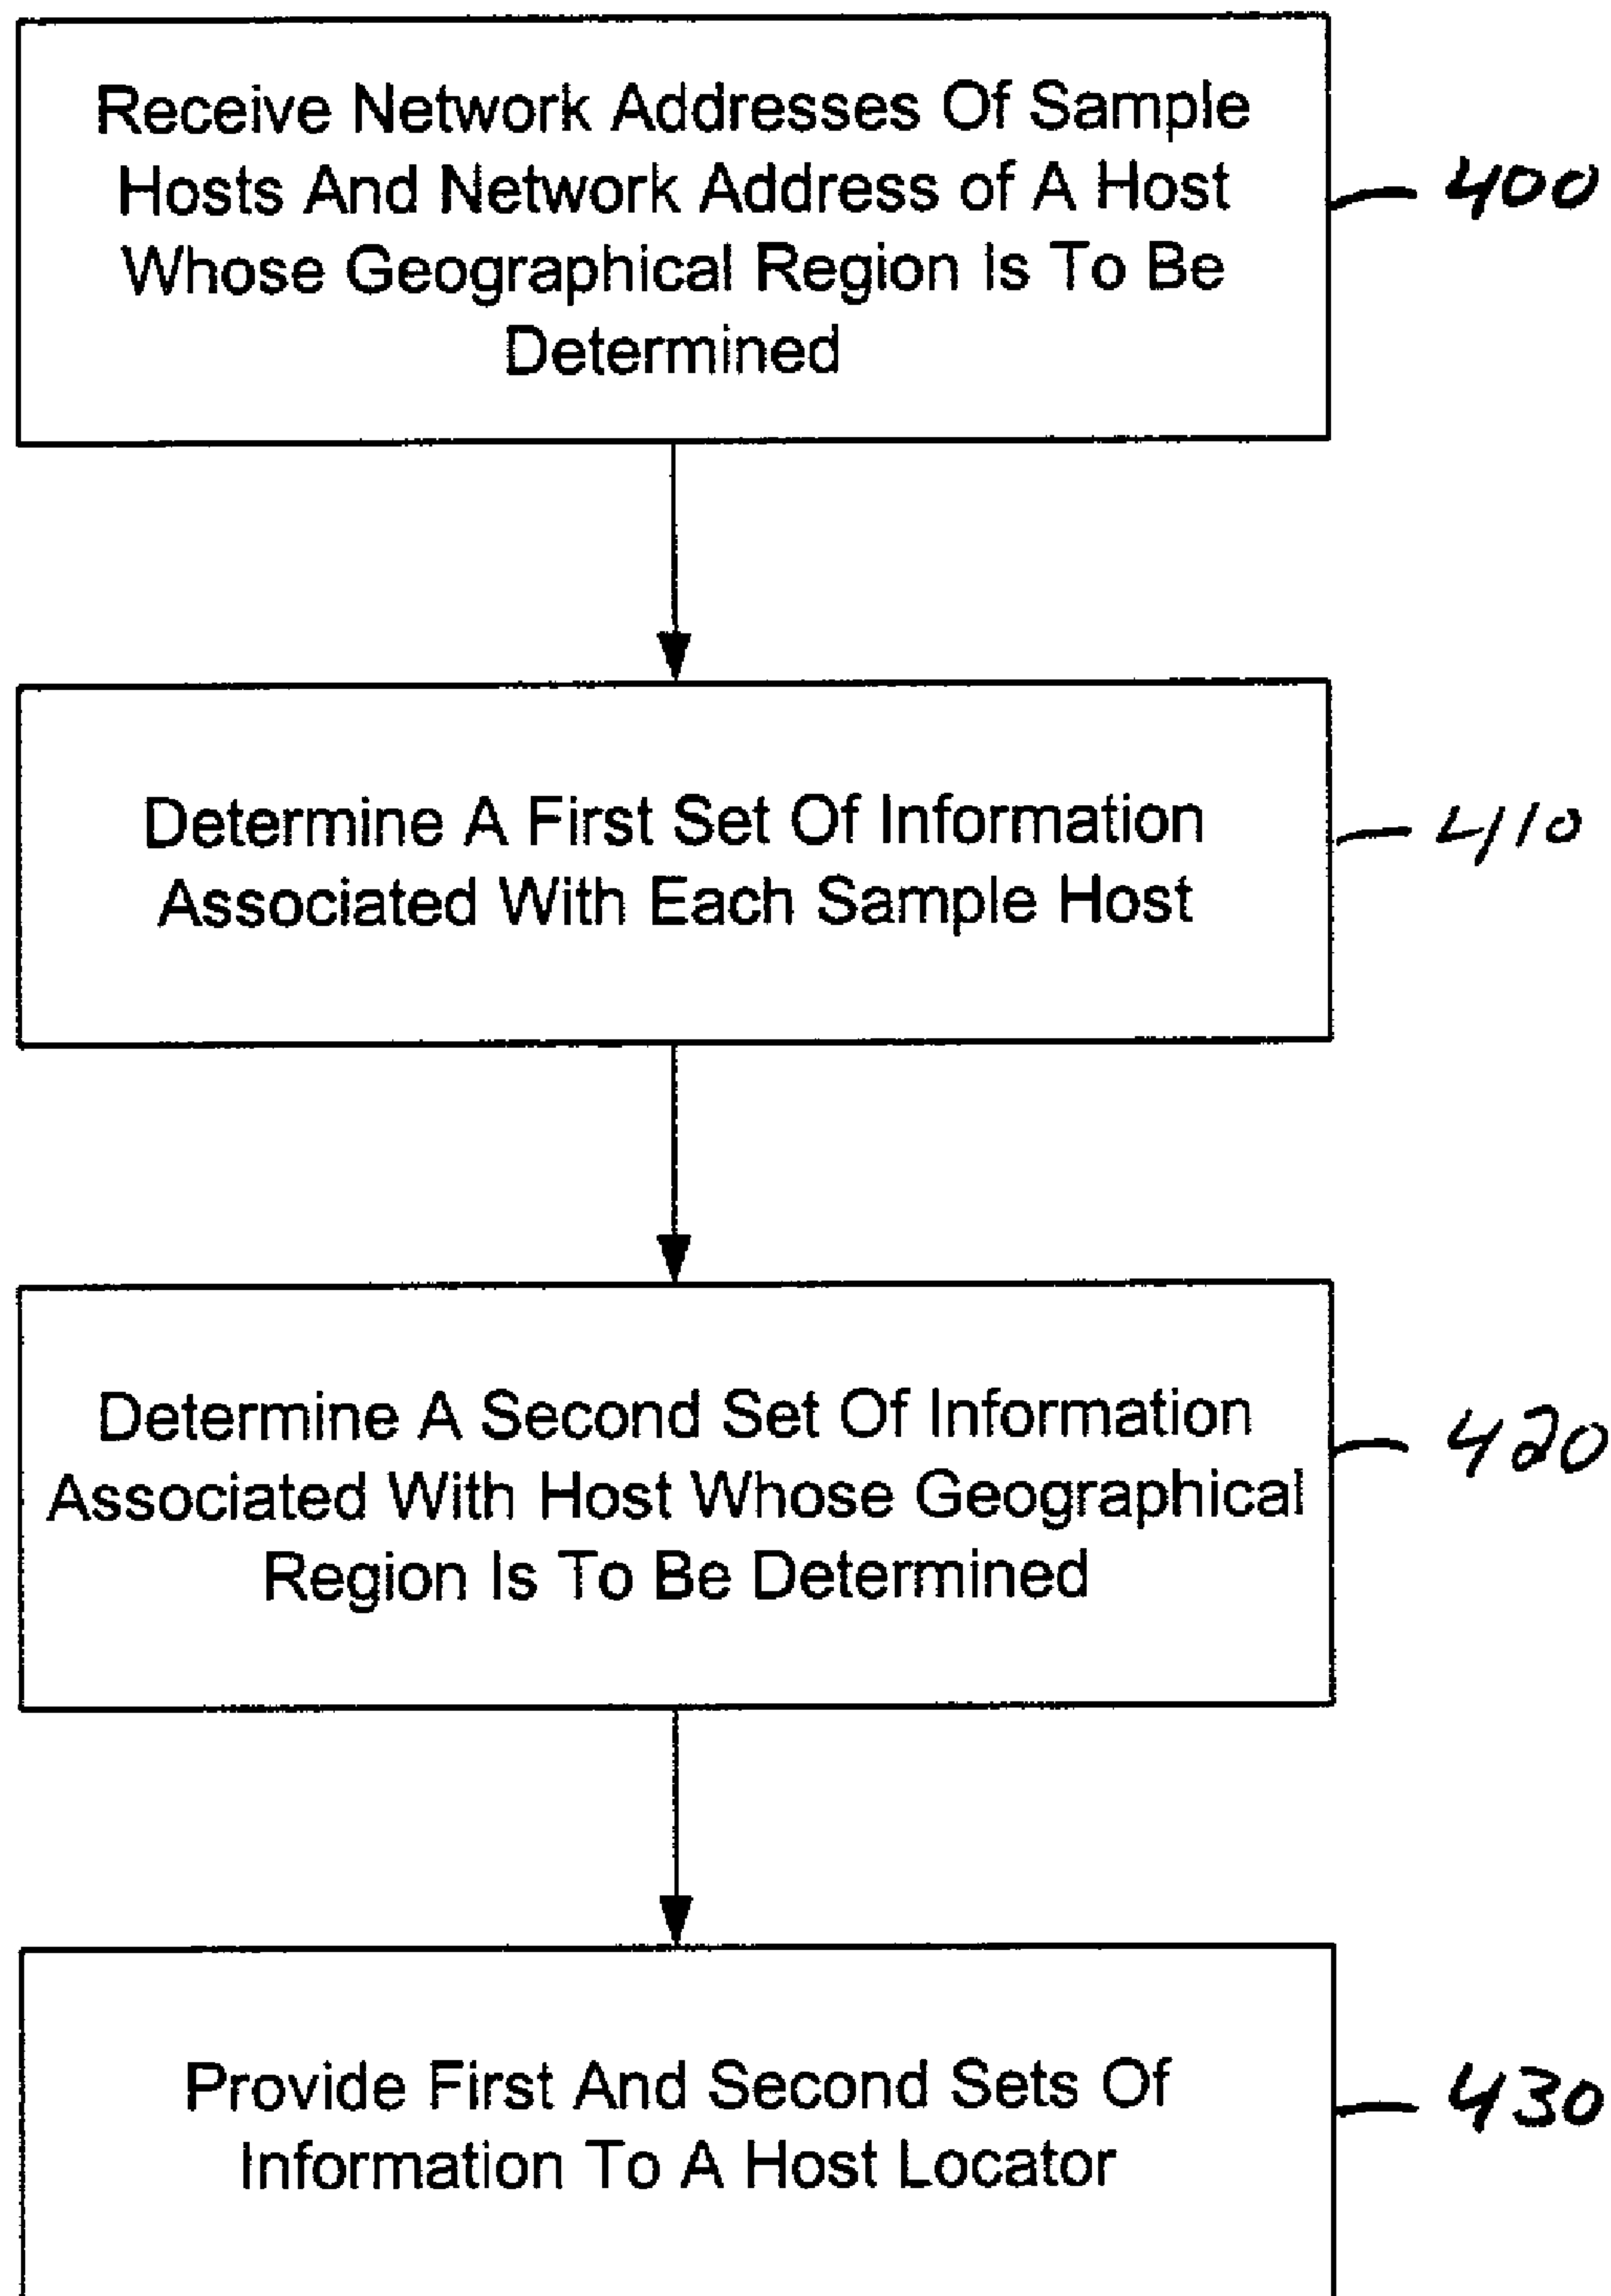 Receive Network Addresses Of Sample
Hosts And Network Address of A Host
Whose Geographical Region Is To Be
Determined
400
Determine A First Set Of Information
Associated With Each Sample Host
410
Determine A Second Set Of Information
Associated With Host Whose Geographical
Region Is To Be Determined
420
Provide First And Second Sets Of
Information To A Host Locator
430